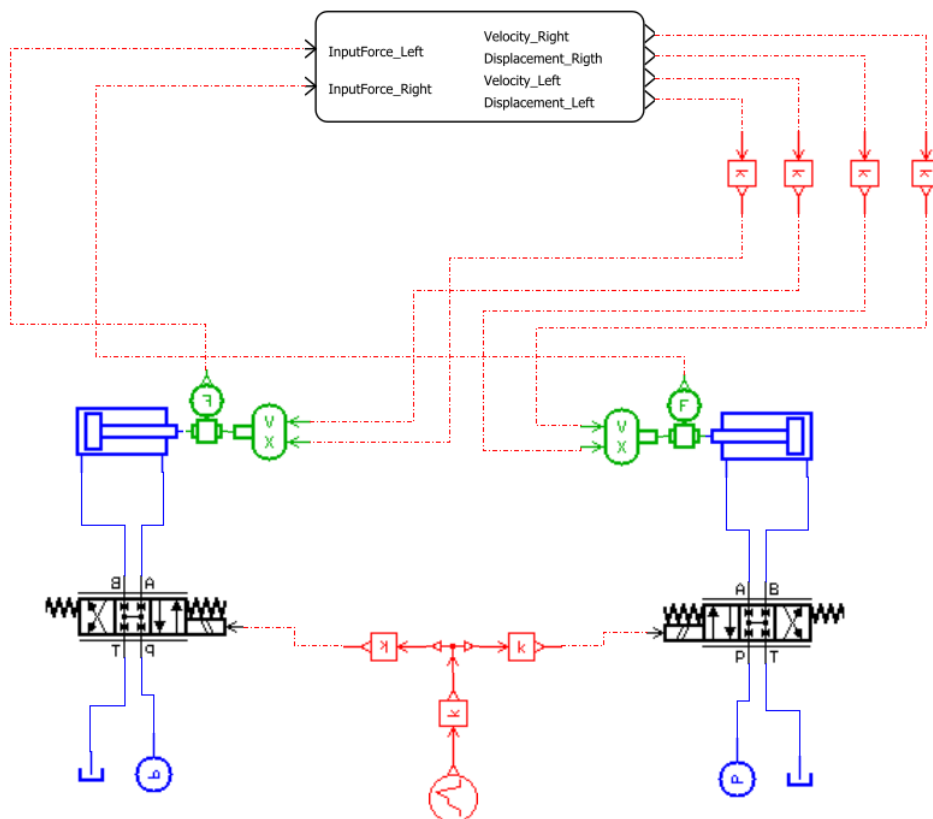 InputForce_Left
InputForce_Right
Velocity_Right
Displacement_Rigth
Velocity_Left
Displacement_Left
k k k k
F F
V
X
V
X
B A
A B
T P
P T
k k
k
P P